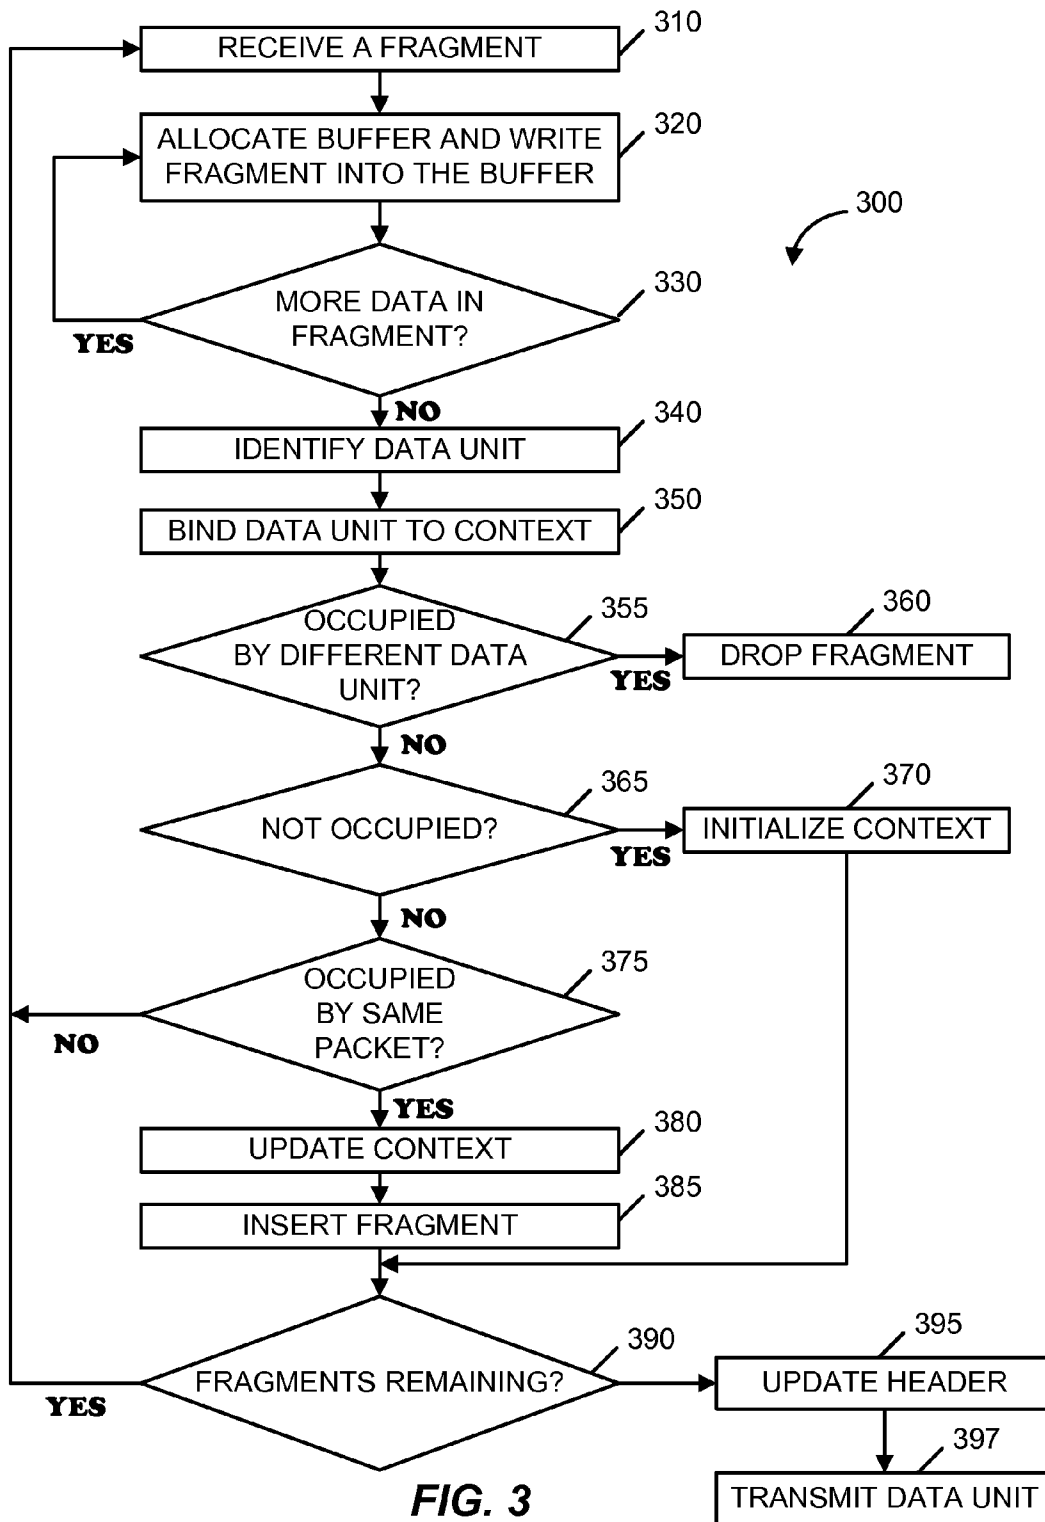 310
RECEIVE A FRAGMENT
320
ALLOCATE BUFFER AND WRITE
FRAGMENT INTO THE BUFFER
300
330
MORE DATA IN
FRAGMENT?
YES
NO
340
IDENTIFY DATA UNIT
350
BIND DATA UNIT TO CONTEXT
355
OCCUPIED
BY DIFFERENT DATA
UNIT?
YES
360
DROP FRAGMENT
NO
365
NOT OCCUPIED?
YES
370
INITIALIZE CONTEXT
NO
375
OCCUPIED
BY SAME
PACKET?
NO
YES
380
UPDATE CONTEXT
385
INSERT FRAGMENT
390
FRAGMENTS REMAINING?
YES
395
UPDATE HEADER
397
TRANSMIT DATA UNIT
FIG. 3